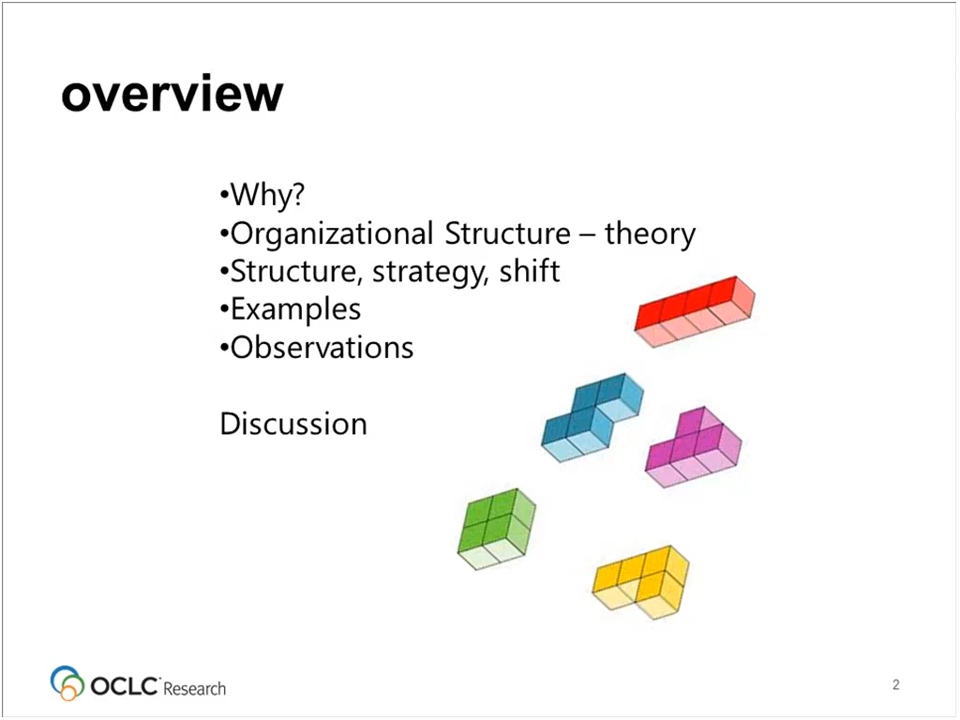 overview
•Why?
•Organizational Structure – theory
•Structure, strategy, shift
•Examples
•Observations
Discussion
OCLC Research
2